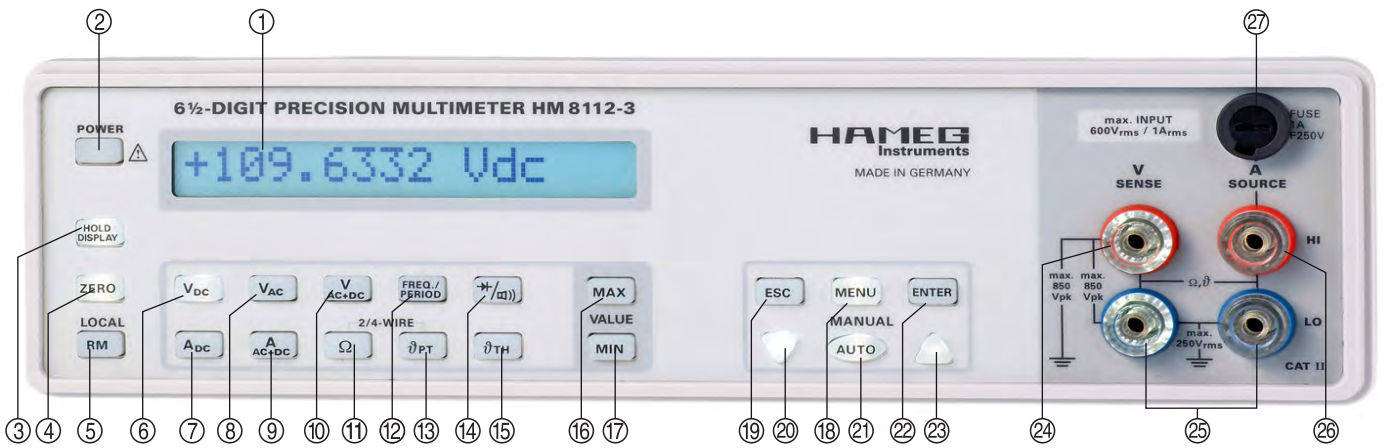 ② ① ㉗
6½-DIGIT PRECISION MULTIMETER HM 8112-3
POWER
+109.6332 Vdc
HAMEG
Instruments
MADE IN GERMANY
max. INPUT
600Vrms / 1Arms
FUSE
1A
F250V
V
SENSE
A
SOURCE
HOLD
DISPLAY
HI
ZERO
VDC
VAC
V
AC+DC
FREQ./
PERIOD
MAX
ESC
MENU
ENTER
max.
850
Vpk
max.
850
Vpk
Ω,ϑ
LOCAL
2/4-WIRE
VALUE
MANUAL
LO
RM
ADC
A
AC+DC
Ω
ϑPT
ϑTH
MIN
AUTO
max.
250Vrms
CAT II
③ ④ ⑤ ⑥ ⑦ ⑧ ⑨ ⑩ ⑪ ⑫ ⑬ ⑭ ⑮ ⑯ ⑰ ⑲ ⑳ ⑱ ㉑ ㉒ ㉓ ㉔ ㉕ ㉖